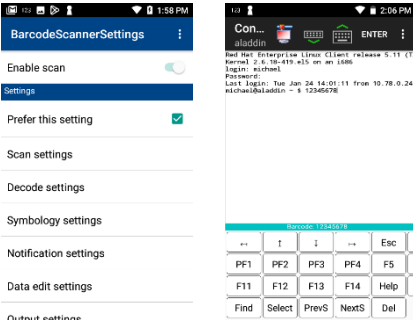 1:58 PM
BarcodeScannerSettings
Enable scan
Settings
Prefer this setting
Scan settings
Decode settings
Symbology settings
Notification settings
Data edit settings
Output settings
2:06 PM
Con...
aladdin
ENTER
Red Hat Enterprise Linux Client release 5.11 (T
Kernel 2.6.18-419.el5 on an i686
login: michael
Password:
Last login: Tue Jan 24 14:01:11 from 10.78.0.24
michael@aladdin ~ $ 12345678
Barcode 12345678
← ↑ ↓ → Esc
PF1 PF2 PF3 PF4 F5
F11 F12 F13 F14 Help
Find Select PrevS NextS Del